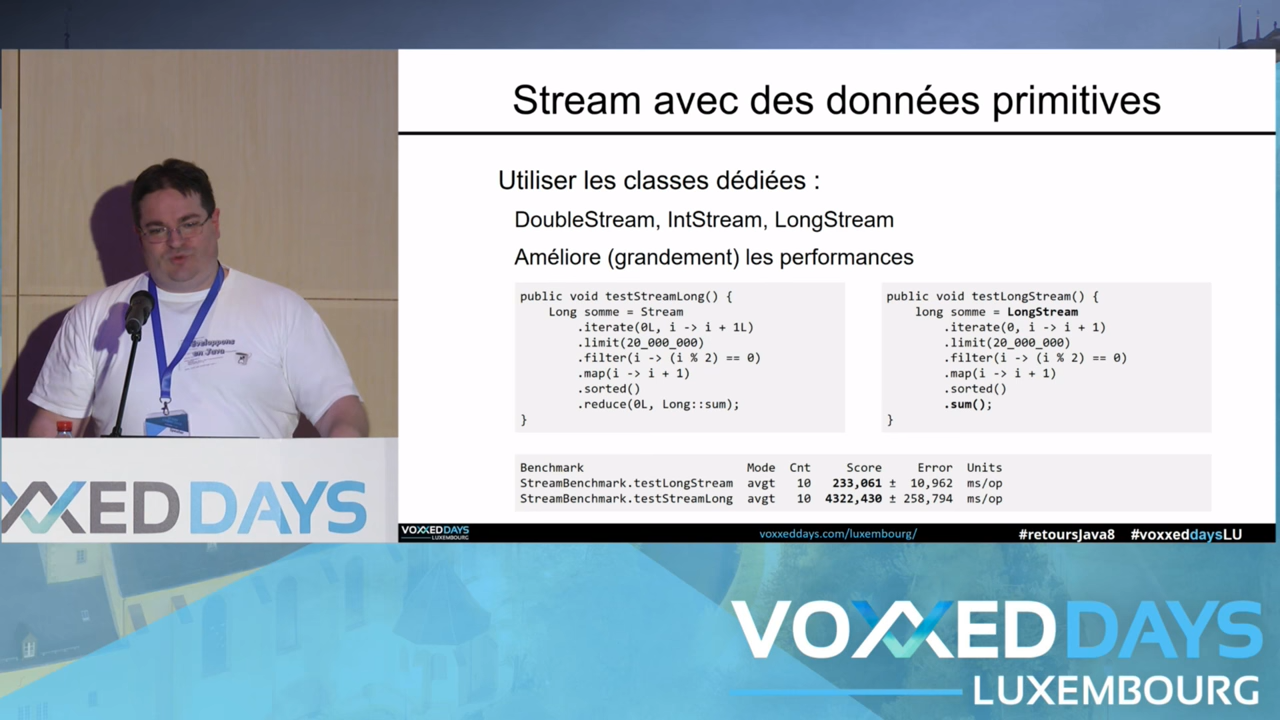 Stream avec des données primitives
Utiliser les classes dédiées :
DoubleStream, IntStream, LongStream
Améliore (grandement) les performances
public void testStreamLong() {
Long somme = Stream
.iterate(0L, i -> i + 1L)
.limit(20_000_000)
.filter(i -> (i % 2) == 0)
.map(i -> i + 1)
.sorted()
.reduce(0L, Long::sum);
}
public void testLongStream() {
long somme = LongStream
.iterate(0, i -> i + 1)
.limit(20_000_000)
.filter(i -> (i % 2) == 0)
.map(i -> i + 1)
.sorted()
.sum();
}
Benchmark Mode Cnt Score Error Units
StreamBenchmark.testLongStream avgt 10 233,061 ± 10,962 ms/op
StreamBenchmark.testStreamLong avgt 10 4322,430 ± 258,794 ms/op
VOXXED DAYS
LUXEMBOURG
voxxeddays.com/luxembourg/
#retoursJava8 #voxxeddaysLU
en Java
XXED DAYS
VOXXED DAYS
LUXEMBOURG